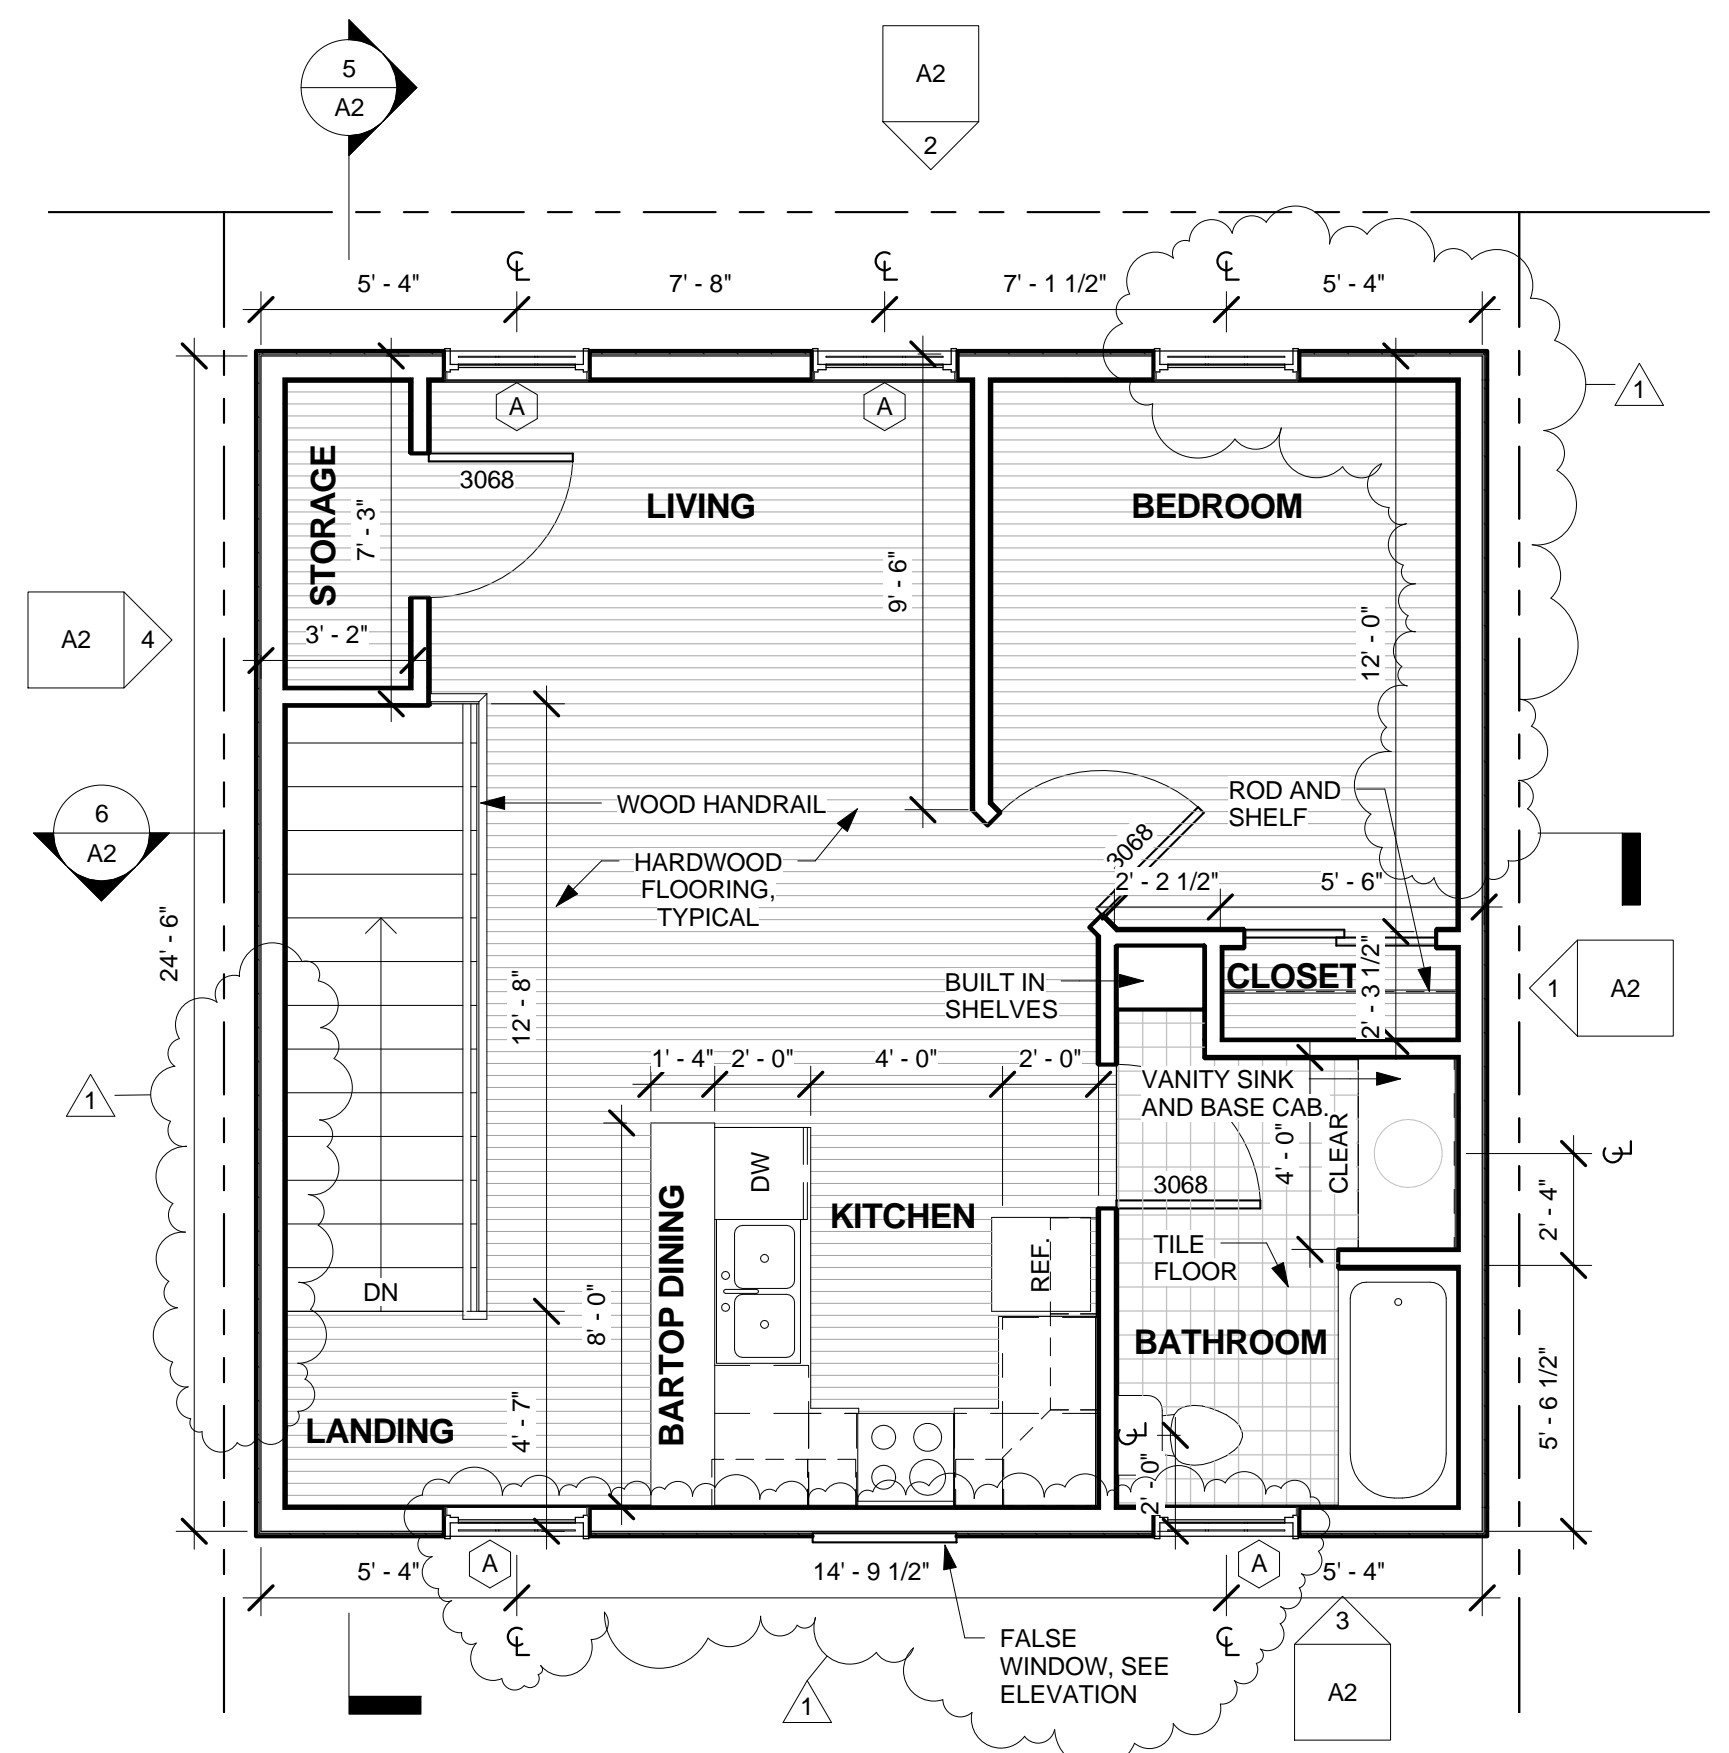 5
A2
A2
2
5' - 4"
7' - 8"
7' - 1 1/2"
5' - 4"
1
A
A
3068
STORAGE
7' - 3"
LIVING
BEDROOM
9' - 6"
3' - 2"
12' - 0"
A2
4
6
A2
WOOD HANDRAIL
ROD AND
SHELF
HARDWOOD
FLOORING,
TYPICAL
3068
2' - 2 1/2"
5' - 6"
24' - 6"
12' - 8"
BUILT IN
SHELVES
CLOSET
2' - 3 1/2"
1
A2
1' - 4"
2' - 0"
4' - 0"
2' - 0"
1
VANITY SINK
AND BASE CAB.
4' - 0"
CLEAR
DW
3068
KITCHEN
2' - 4"
TILE
FLOOR
REF.
DN
8' - 0"
BARTOP DINING
BATHROOM
5' - 6 1/2"
LANDING
4' - 7"
2' - 0"
A
A
5' - 4"
14' - 9 1/2"
5' - 4"
FALSE
WINDOW, SEE
ELEVATION
3
A2
1